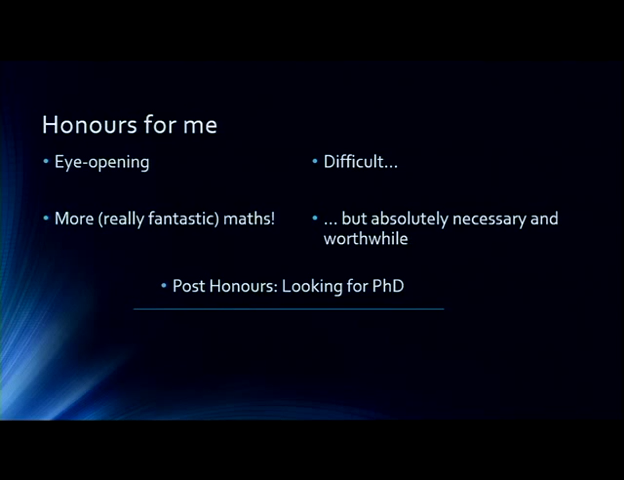 Honours for me
• Eye-opening
• Difficult...
• More (really fantastic) maths!
• ... but absolutely necessary and
worthwhile
• Post Honours: Looking for PhD